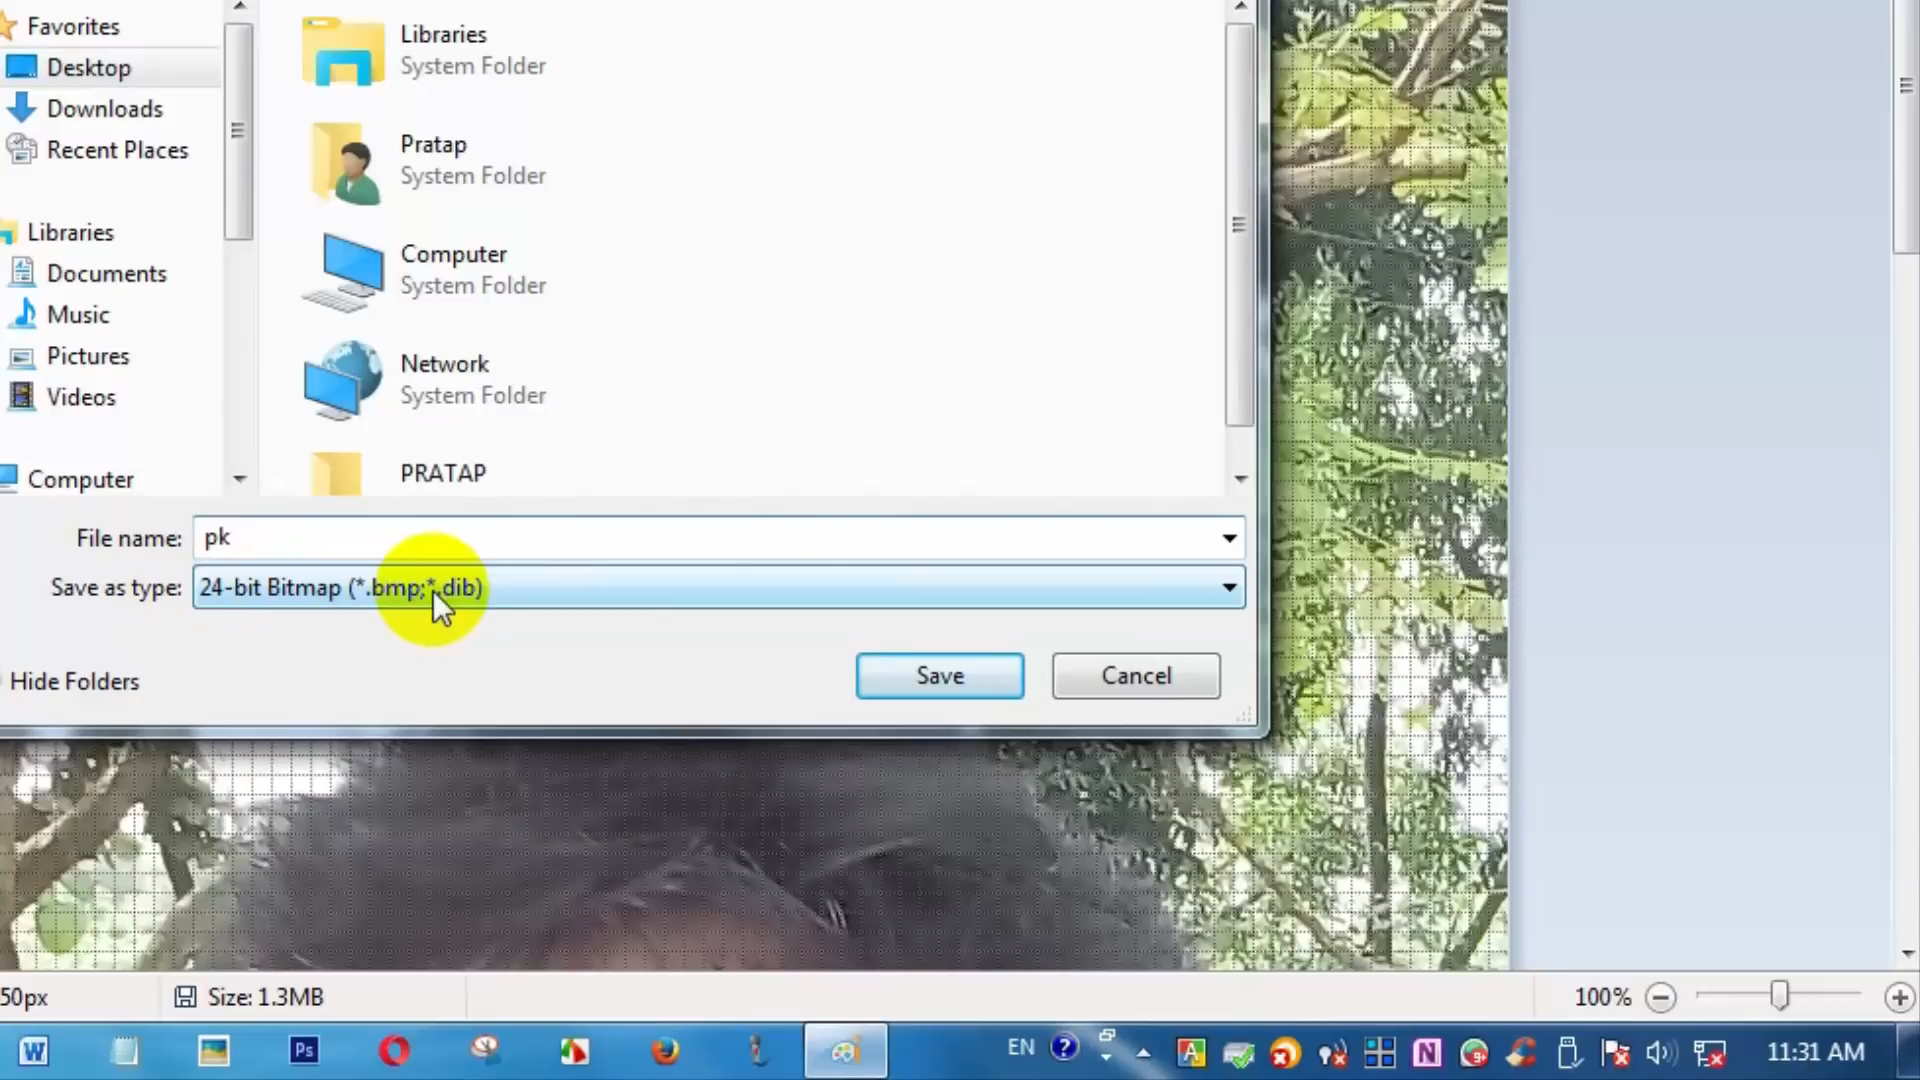 Favorites
Desktop
Downloads
Recent Places
Libraries
Documents
Music
Pictures
Videos
Computer
Libraries
System Folder
Pratap
System Folder
Computer
System Folder
Network
System Folder
PRATAP
File name: pk
Save as type: 24-bit Bitmap (*.bmp;*.dib)
Hide Folders
Save
Cancel
50px
Size: 1.3MB
100%
W
Ps
EN
?
A
N
11:31 AM